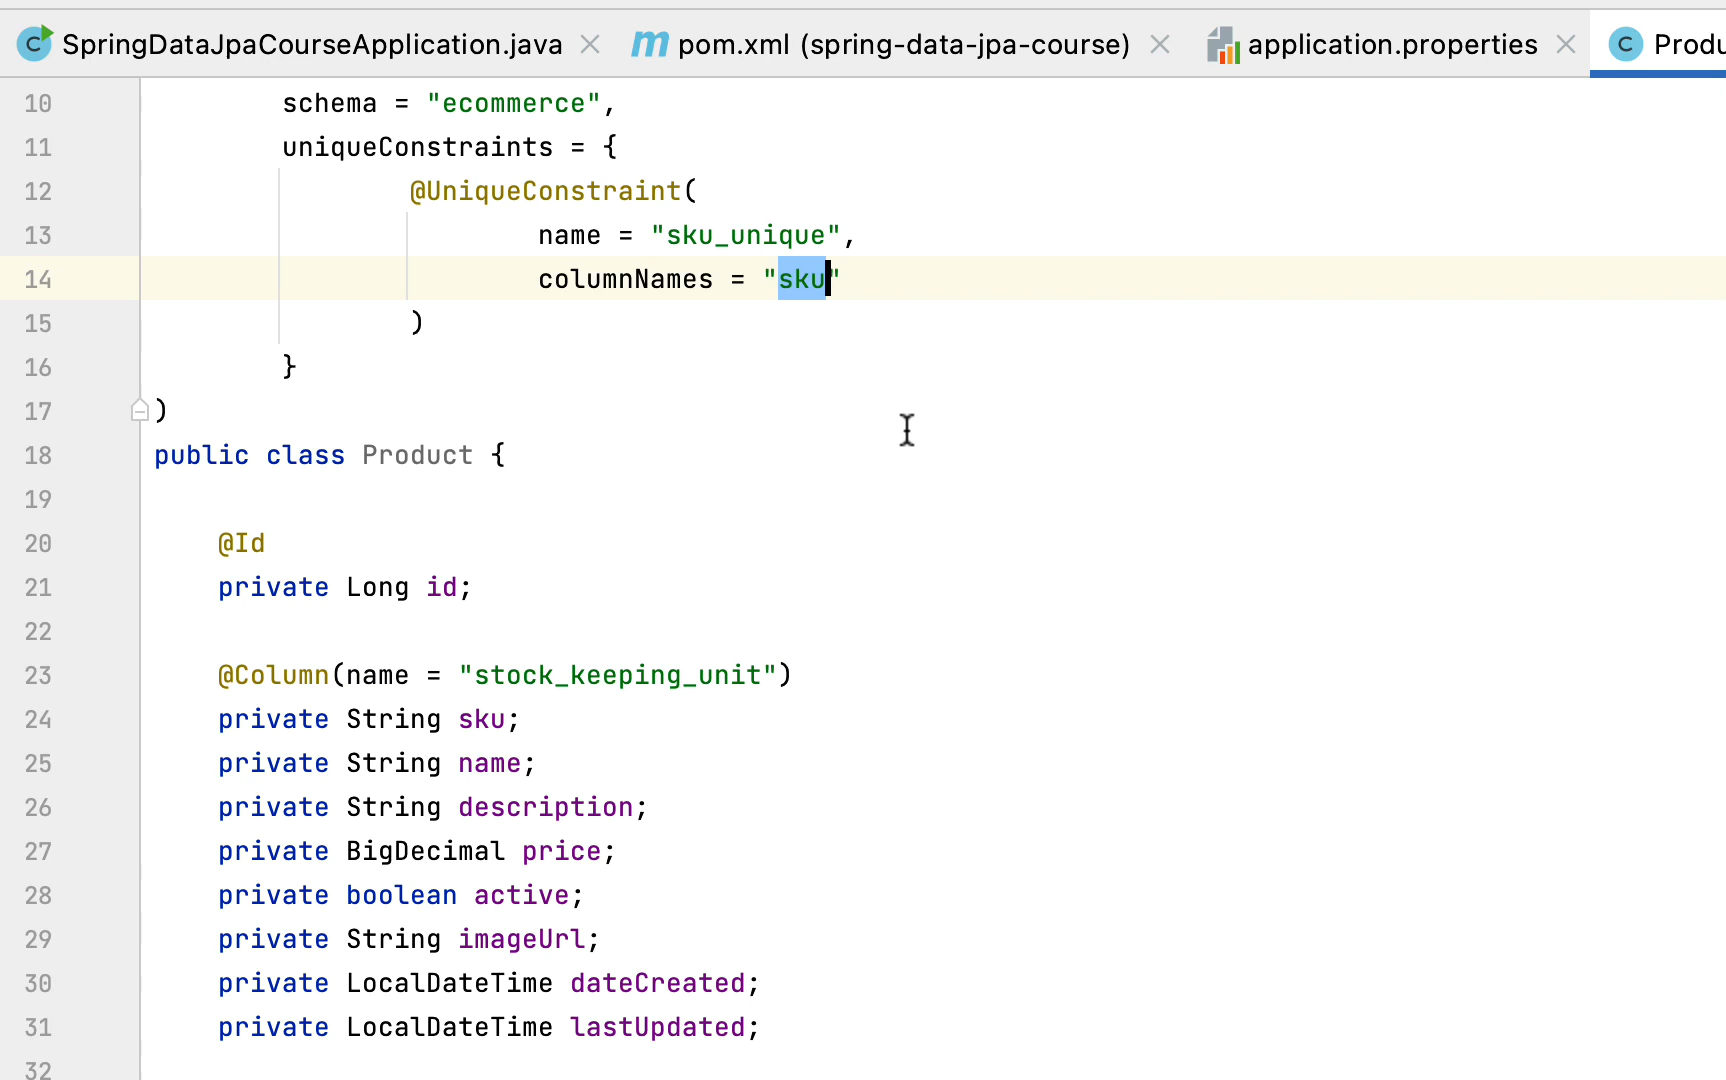 SpringDataJpaCourseApplication.java pom.xml (spring-data-jpa-course) application.properties Produ
10 schema = "ecommerce",
11 uniqueConstraints = {
12 @UniqueConstraint(
13 name = "sku_unique",
14 columnNames = "sku"
15 )
16 }
17 )
18 public class Product {
19
20 @Id
21 private Long id;
22
23 @Column(name = "stock_keeping_unit")
24 private String sku;
25 private String name;
26 private String description;
27 private BigDecimal price;
28 private boolean active;
29 private String imageUrl;
30 private LocalDateTime dateCreated;
31 private LocalDateTime lastUpdated;
32